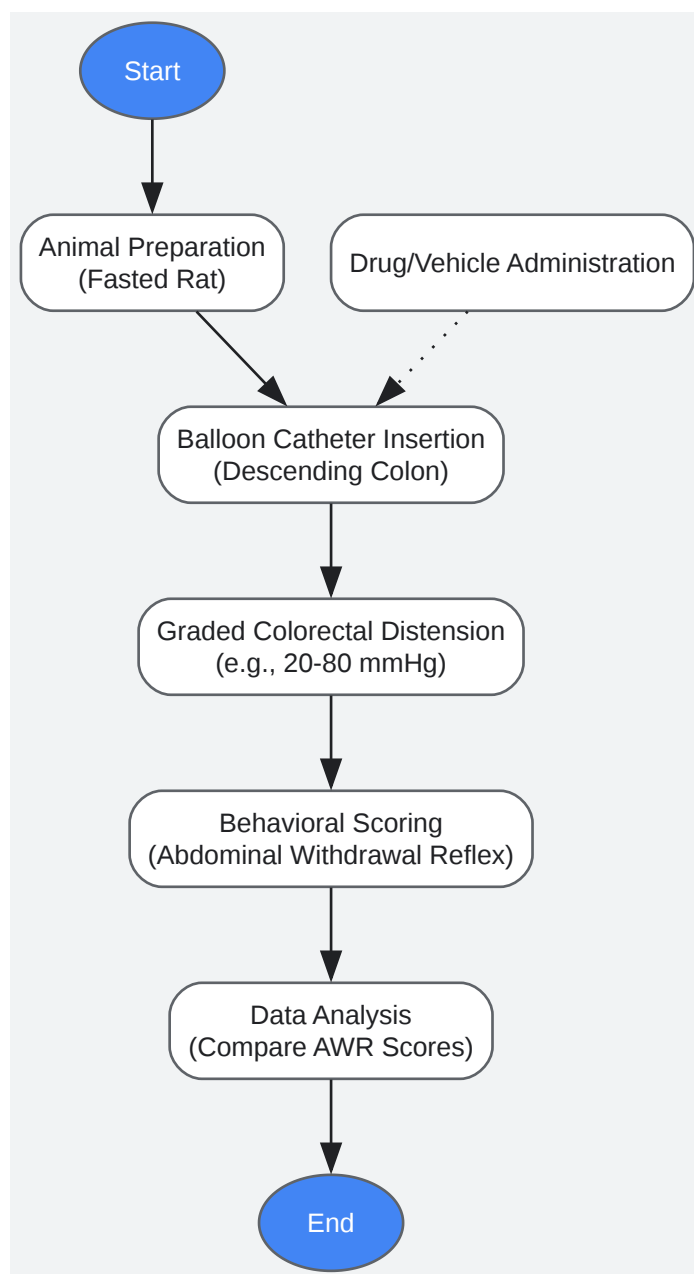 Start
Animal Preparation
(Fasted Rat)
Drug/Vehicle Administration
Balloon Catheter Insertion
(Descending Colon)
Graded Colorectal Distension
(e.g., 20-80 mmHg)
Behavioral Scoring
(Abdominal Withdrawal Reflex)
Data Analysis
(Compare AWR Scores)
End